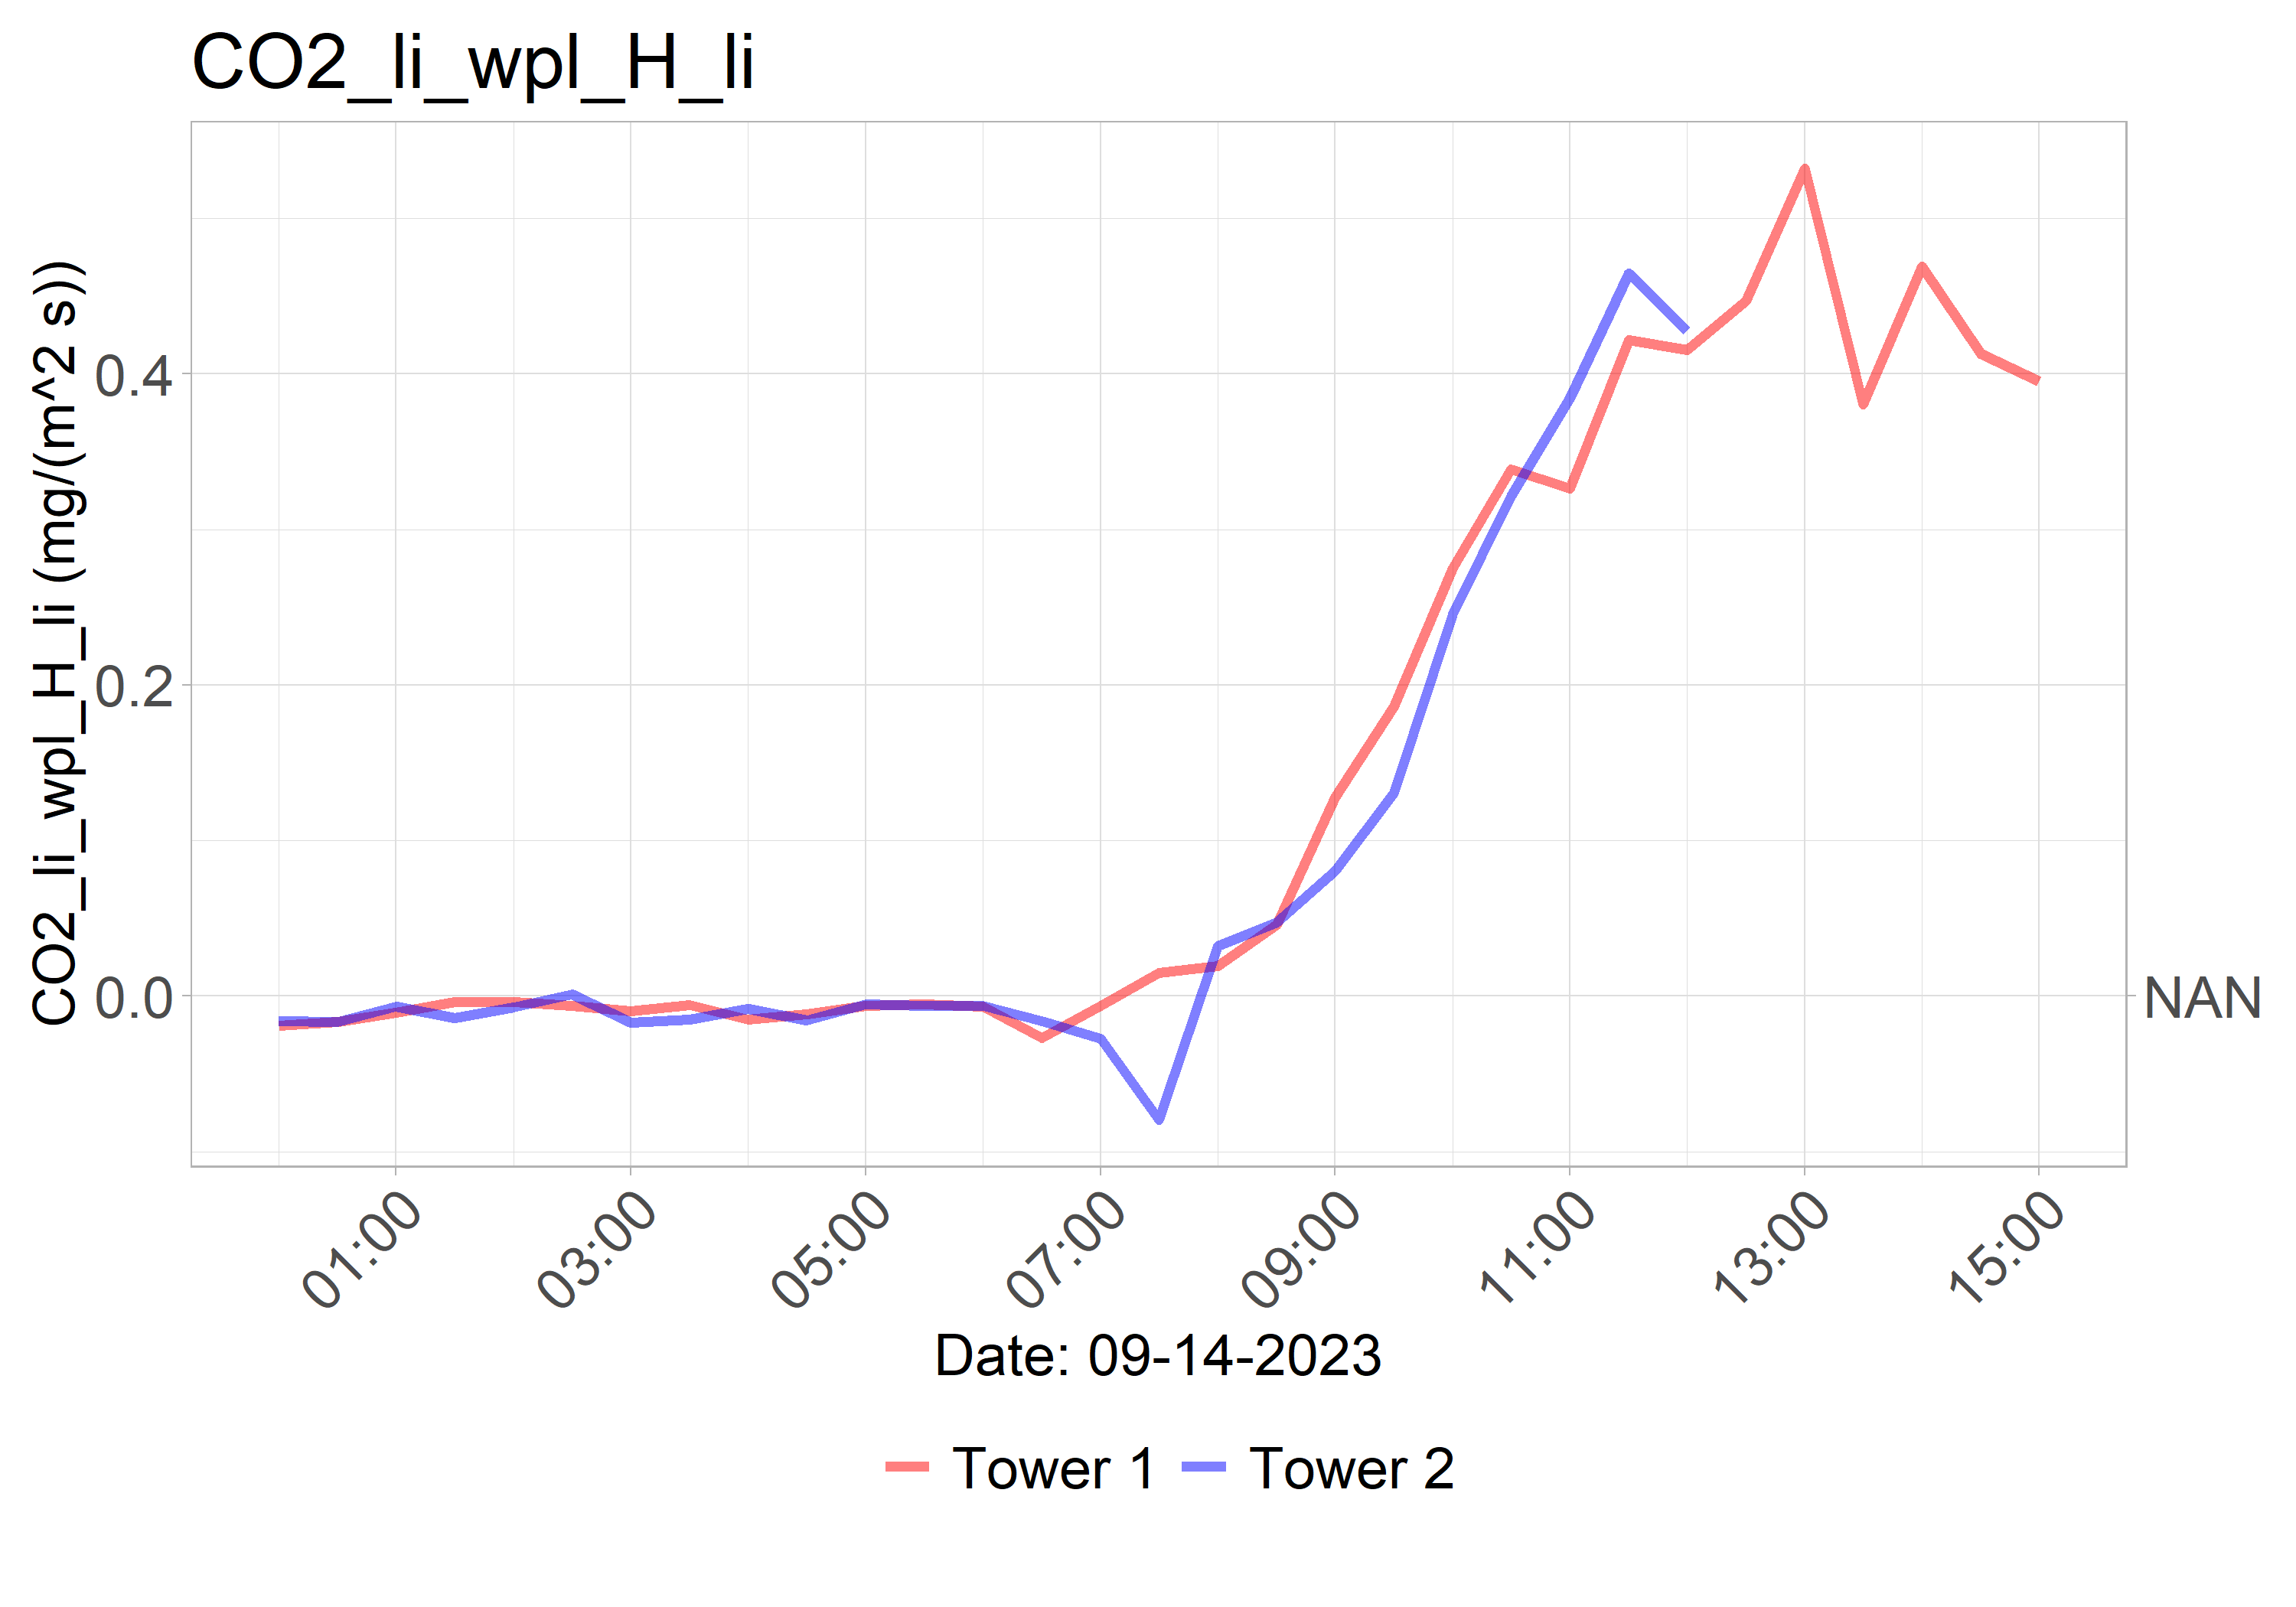 CO2_li_wpl_H_li
CO2_li_wpl_H_li (mg/(m^2 s))
0.4
0.2
0.0
NAN
01:00
03:00
05:00
07:00
09:00
11:00
13:00
15:00
Date: 09-14-2023
Tower 1
Tower 2